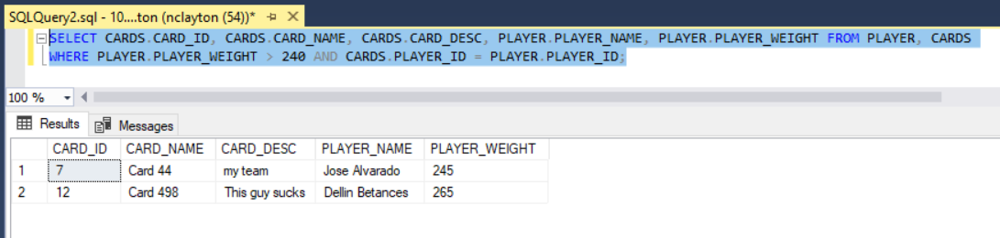 SQLQuery2.sql - 10....ton (nclayton (54))*
SELECT CARDS.CARD_ID, CARDS.CARD_NAME, CARDS.CARD_DESC, PLAYER.PLAYER_NAME, PLAYER.PLAYER_WEIGHT FROM PLAYER, CARDS
WHERE PLAYER.PLAYER_WEIGHT > 240 AND CARDS.PLAYER_ID = PLAYER.PLAYER_ID;
100 %
Results Messages
CARD_ID CARD_NAME CARD_DESC PLAYER_NAME PLAYER_WEIGHT
1 7 Card 44 my team Jose Alvarado 245
2 12 Card 498 This guy sucks Dellin Betances 265